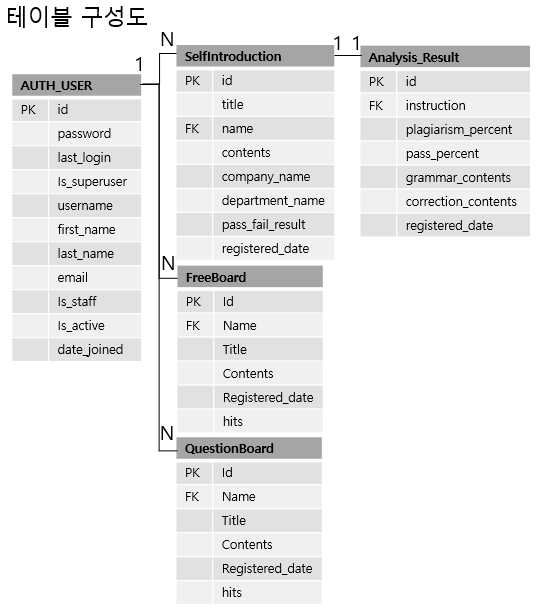 테이블 구성도
AUTH_USER
PK id
password
last_login
Is_superuser
username
first_name
last_name
email
Is_staff
Is_active
date_joined
1
N
SelfIntroduction
PK id
title
FK name
contents
company_name
department_name
pass_fail_result
registered_date
1 1
Analysis_Result
PK id
FK instruction
plagiarism_percent
pass_percent
grammar_contents
correction_contents
registered_date
N
FreeBoard
PK Id
FK Name
Title
Contents
Registered_date
hits
N
QuestionBoard
PK Id
FK Name
Title
Contents
Registered_date
hits